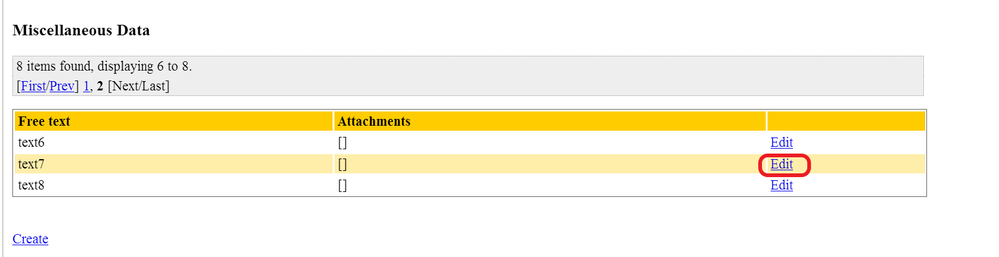 Miscellaneous Data
8 items found, displaying 6 to 8.
[First/Prev] 1, 2 [Next/Last]
Free text Attachments
text6 [] Edit
text7 [] Edit
text8 [] Edit
Create